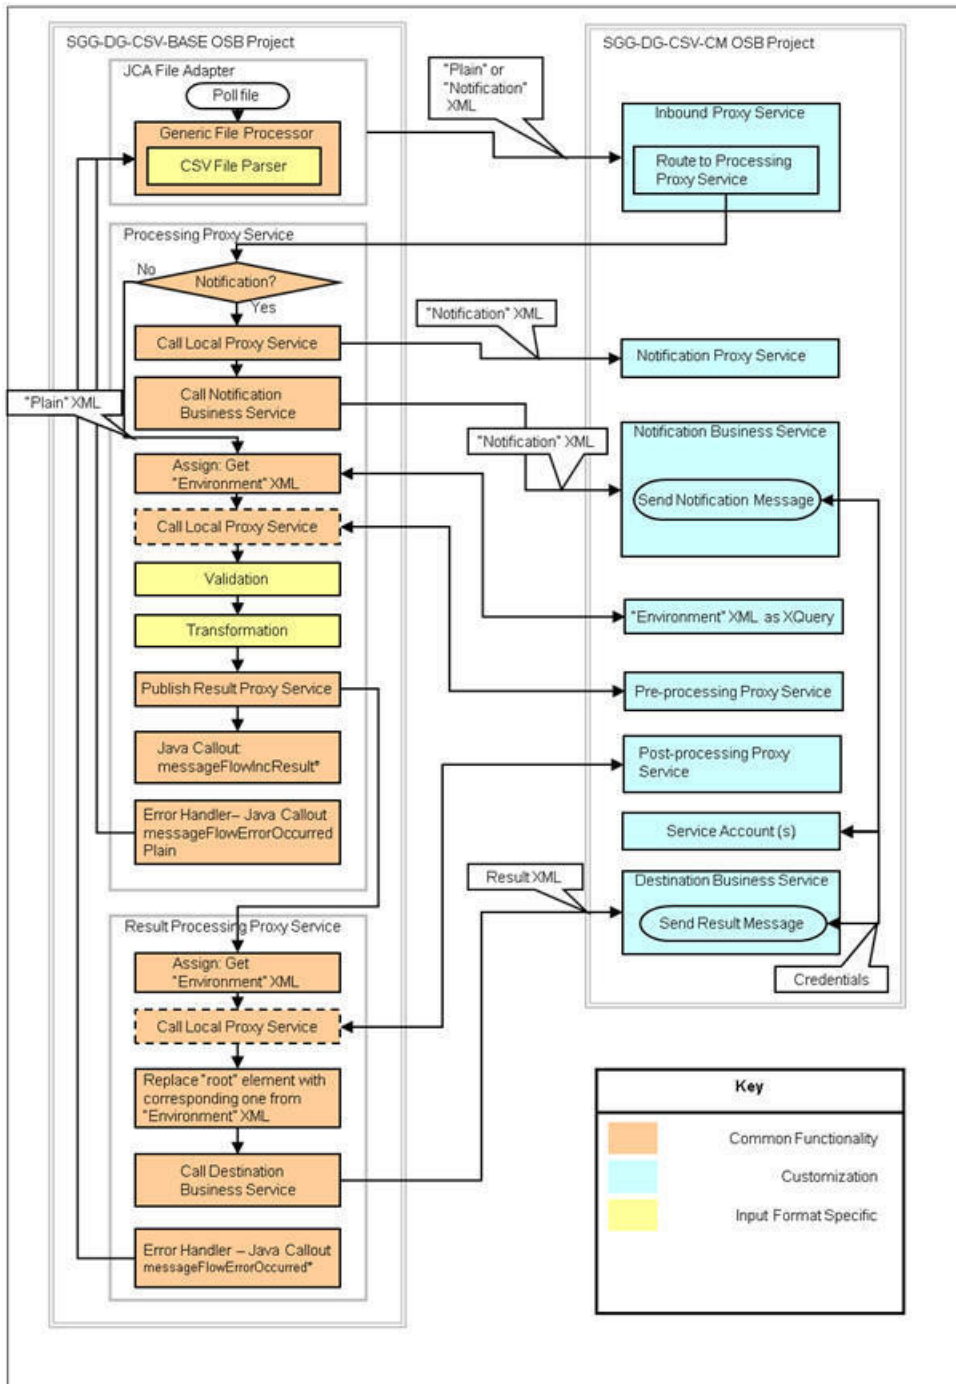 SGG-DG-CSV-BASE OSB Project
JCA File Adapter
Poll file
Generic File Processor
CSV File Parser
"Plain" or
"Notification"
XML
SGG-DG-CSV-CM OSB Project
Inbound Proxy Service
Route to Processing
Proxy Service
Processing Proxy Service
No
Notification?
Yes
Call Local Proxy Service
"Notification" XML
Notification Proxy Service
Call Notification
Business Service
"Plain" XML
"Notification" XML
Notification Business Service
Send Notification Message
Assign: Get
"Environment" XML
Call Local Proxy Service
Validation
Transformation
"Environment" XML as XQuery
Publish Result Proxy Service
Pre-processing Proxy Service
Java Callout:
messageFlowIncResult*
Post-processing Proxy
Service
Error Handler– Java Callout
messageFlowErrorOccurred
Plain
Service Account (s)
Result XML
Destination Business Service
Send Result Message
Credentials
Result Processing Proxy Service
Assign: Get
"Environment" XML
Call Local Proxy Service
Replace "root" element with
corresponding one from
"Environment" XML
Call Destination
Business Service
Error Handler – Java Callout
messageFlowErrorOccurred*
Key
Common Functionality
Customization
Input Format Specific